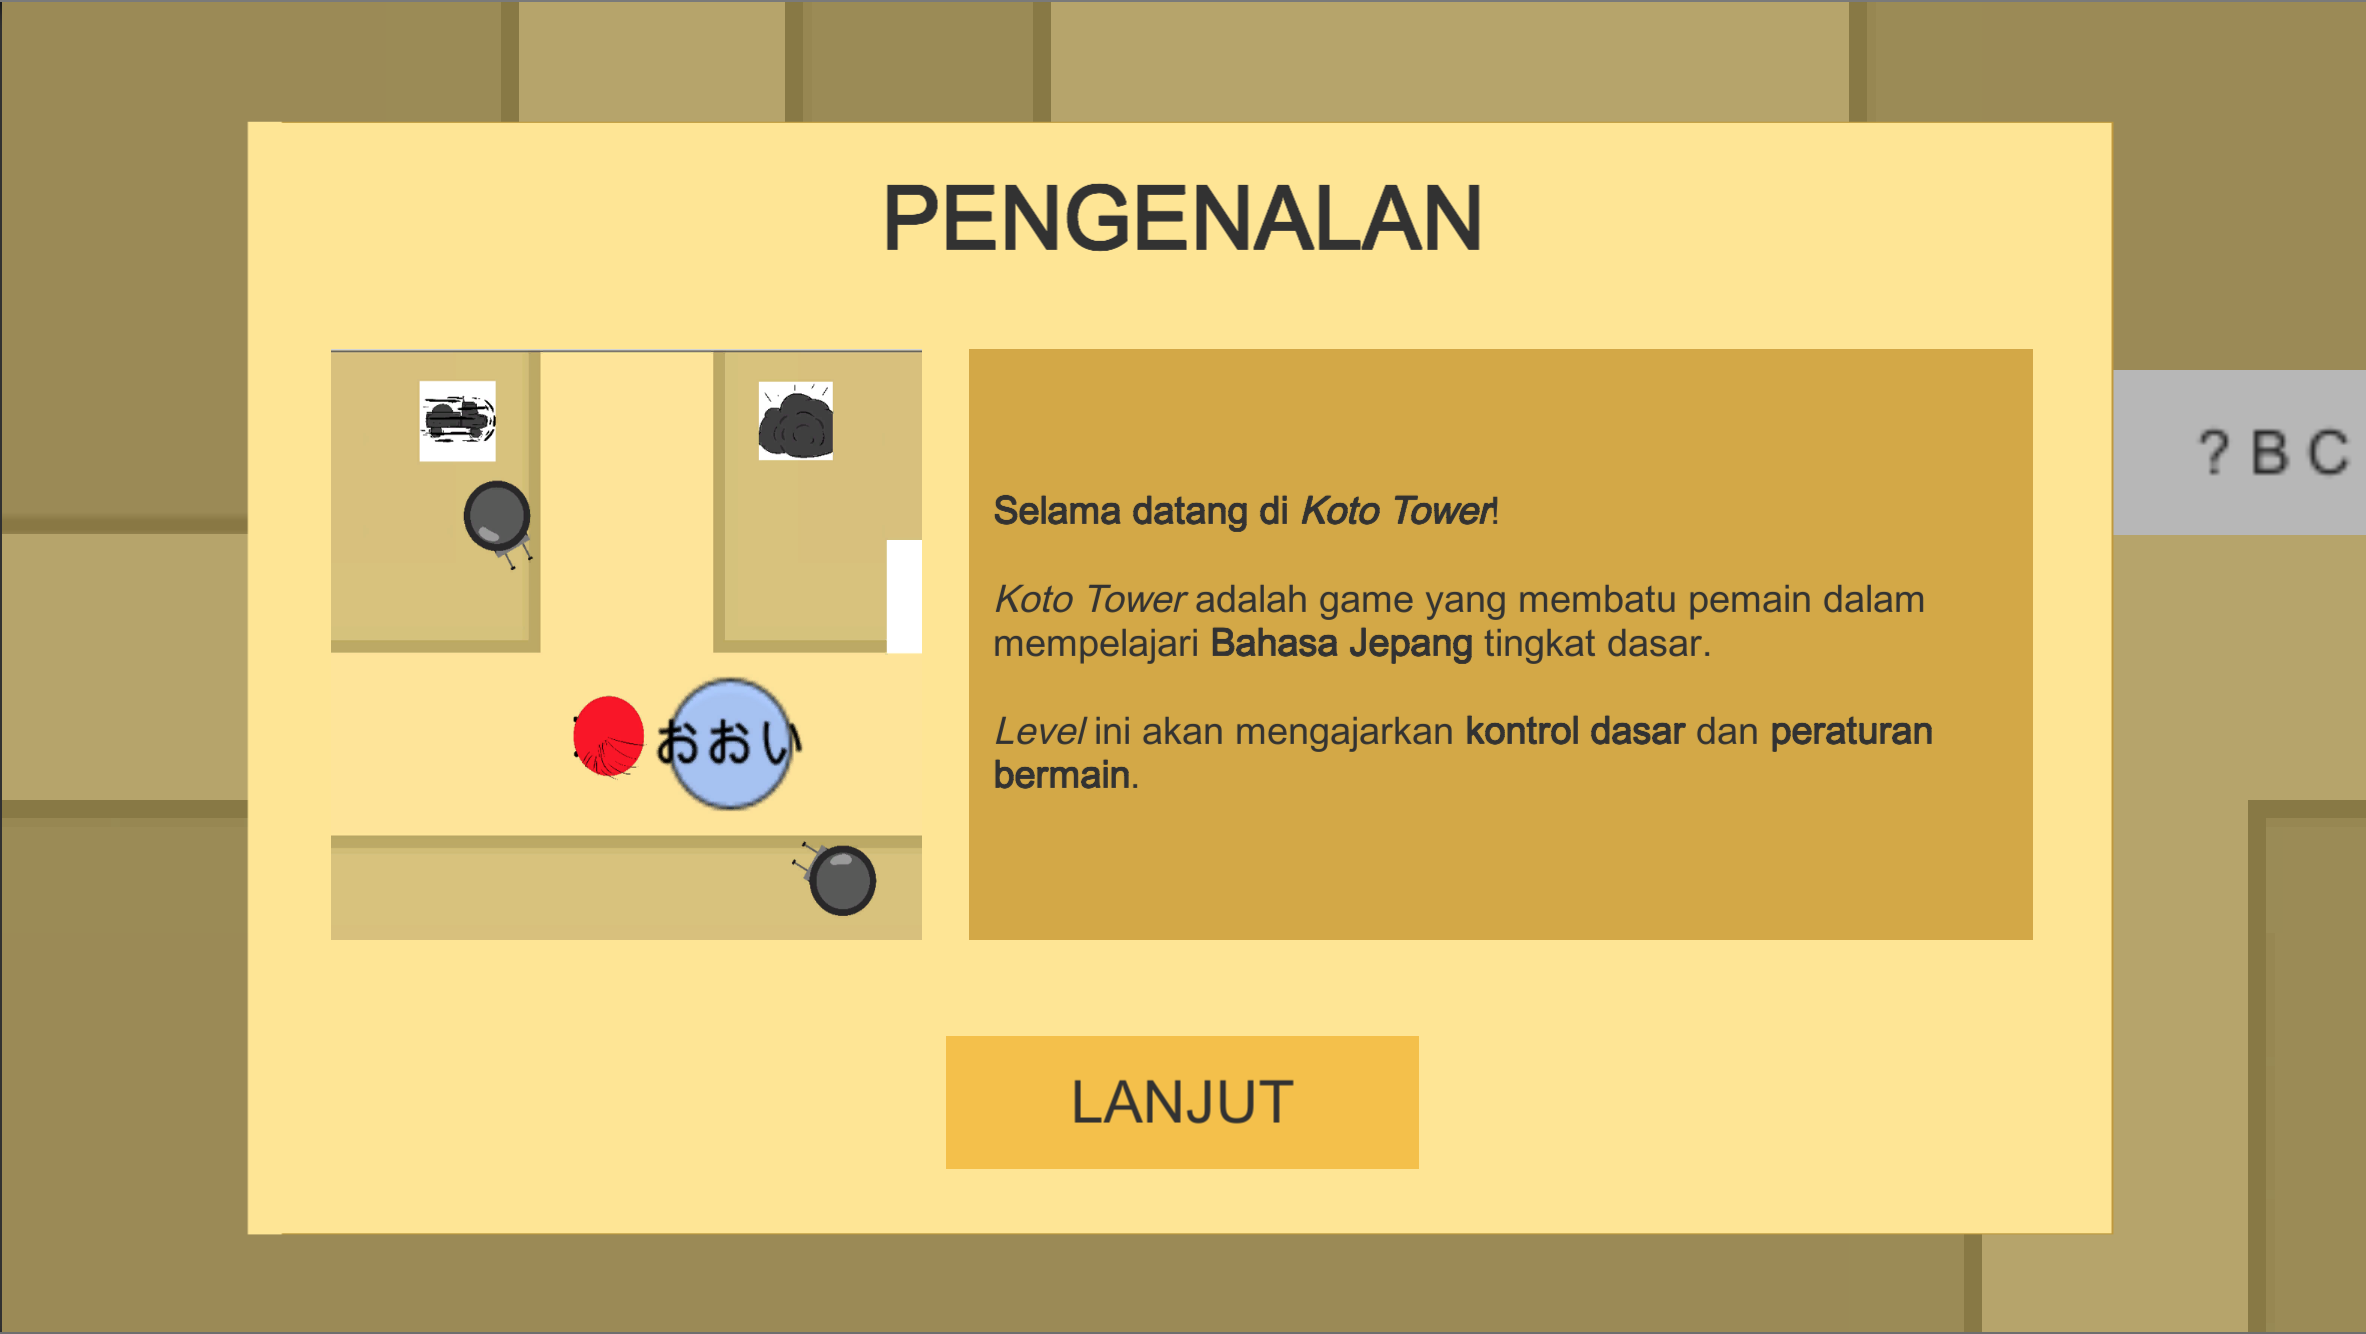 PENGENALAN
おおい
Selama datang di Koto Tower!
Koto Tower adalah game yang membatu pemain dalam
mempelajari Bahasa Jepang tingkat dasar.
Level ini akan mengajarkan kontrol dasar dan peraturan
bermain.
? B C
LANJUT